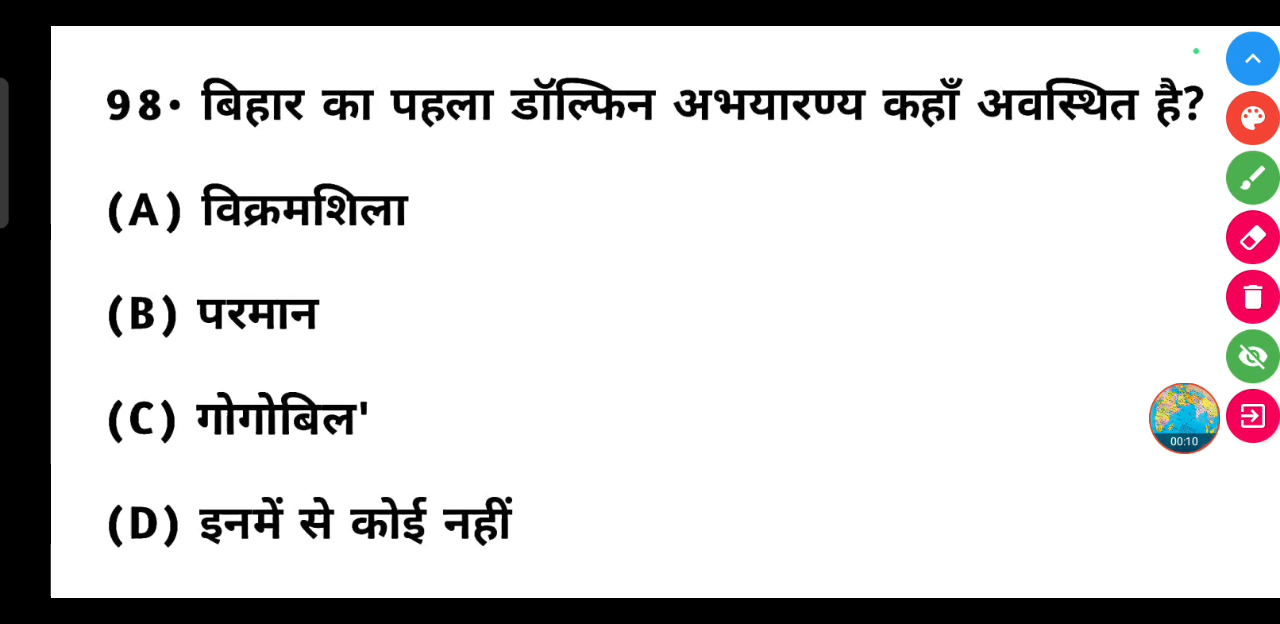 98· बिहार का पहला डॉल्फिन अभयारण्य कहाँ अवस्थित है?
(A) विक्रमशिला
(B) परमान
(C) गोगोबिल'
(D) इनमें से कोई नहीं
00:10